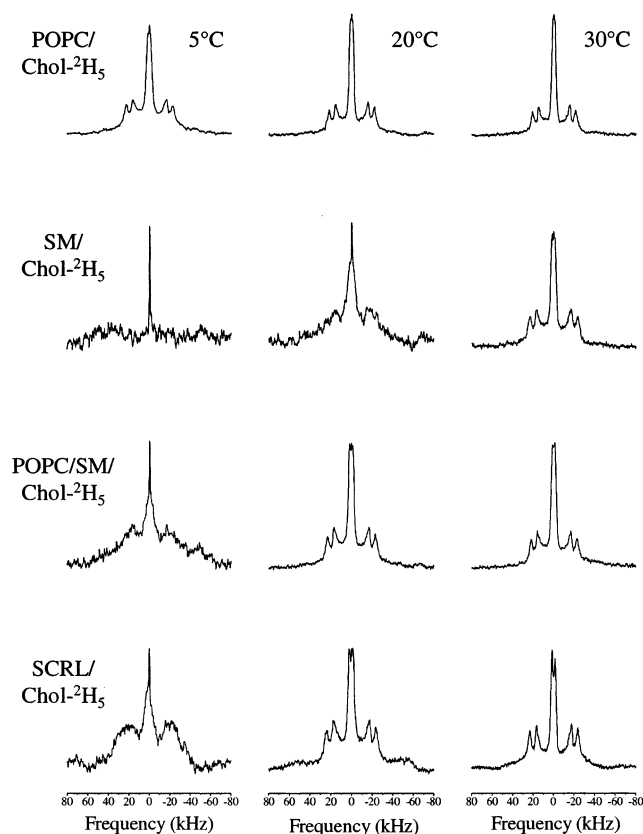 POPC/ 5°C 20°C 30°C
Chol-²H₅
SM/
Chol-²H₅
POPC/SM/
Chol-²H₅
SCRL/
Chol-²H₅
80 60 40 20 0 -20 -40 -60 -80 80 60 40 20 0 -20 -40 -60 -80 80 60 40 20 0 -20 -40 -60 -80
Frequency (kHz) Frequency (kHz) Frequency (kHz)